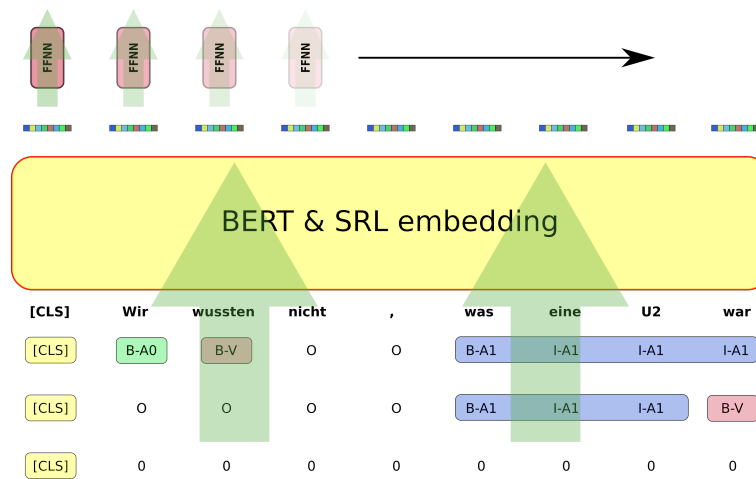 FFNN FFNN FFNN FFNN
BERT & SRL embedding
[CLS] Wir wussten nicht , was eine U2 war
[CLS] B-A0 B-V O O B-A1 I-A1 I-A1 I-A1
[CLS] O O O O B-A1 I-A1 I-A1 B-V
[CLS] 0 0 0 0 0 0 0 0